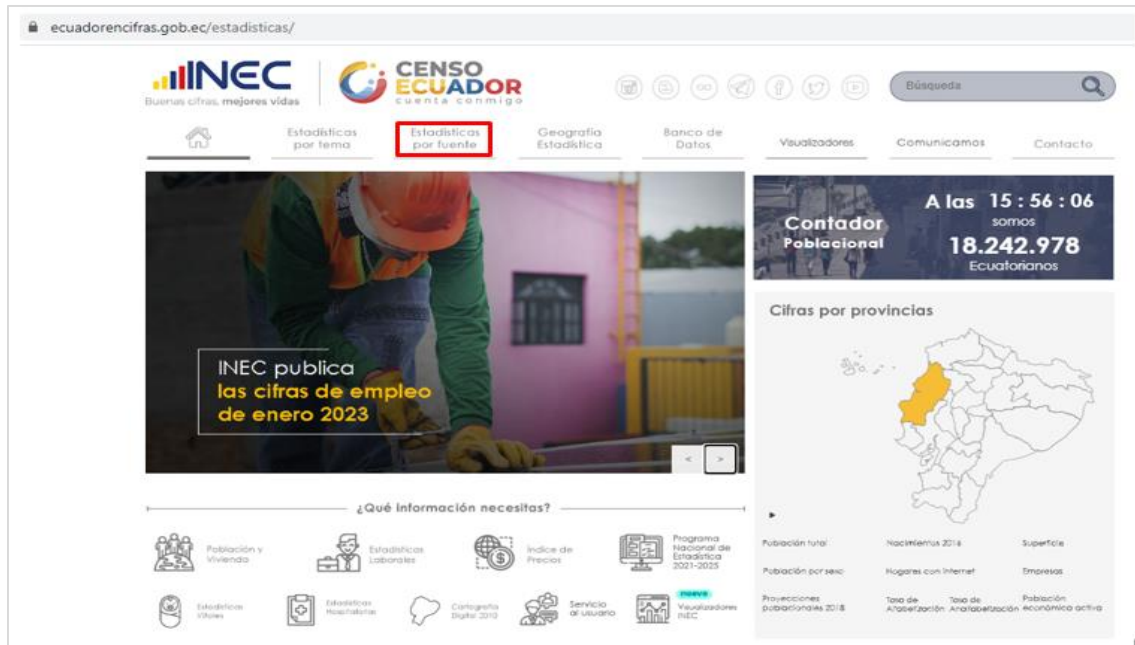 ecuadorencifras.gob.ec/estadisticas/
INEC
Buenas cifras, mejores vidas
CENSO
ECUADOR
cuenta conmigo
Búsqueda
Estadísticas
por tema
Estadísticas
por fuente
Geografía
Estadística
Banco de
Datos
Visualizadores
Comunicamos
Contacto
INEC publica
las cifras de empleo
de enero 2023
< >
Contador
Poblacional
A las 15 : 56 : 06
somos
18.242.978
Ecuatorianos
Cifras por provincias
¿Qué información necesitas?
Población y
Vivienda
Estadísticas
Laborales
Índice de
Precios
Programa
Nacional de
Estadística
2021-2025
Estadísticas
Vitales
Estadísticas
Hospitalarias
Cartografía
Digital 2010
Servicio
al usuario
nuevo
Visualizadores
INEC
Población total
Nacimientos 2016
Superficie
Población por sexo
Hogares con internet
Empresas
Proyecciones
poblacionales 2018
Tasa de
Tasa de
Analfabetización
Población
económica activa